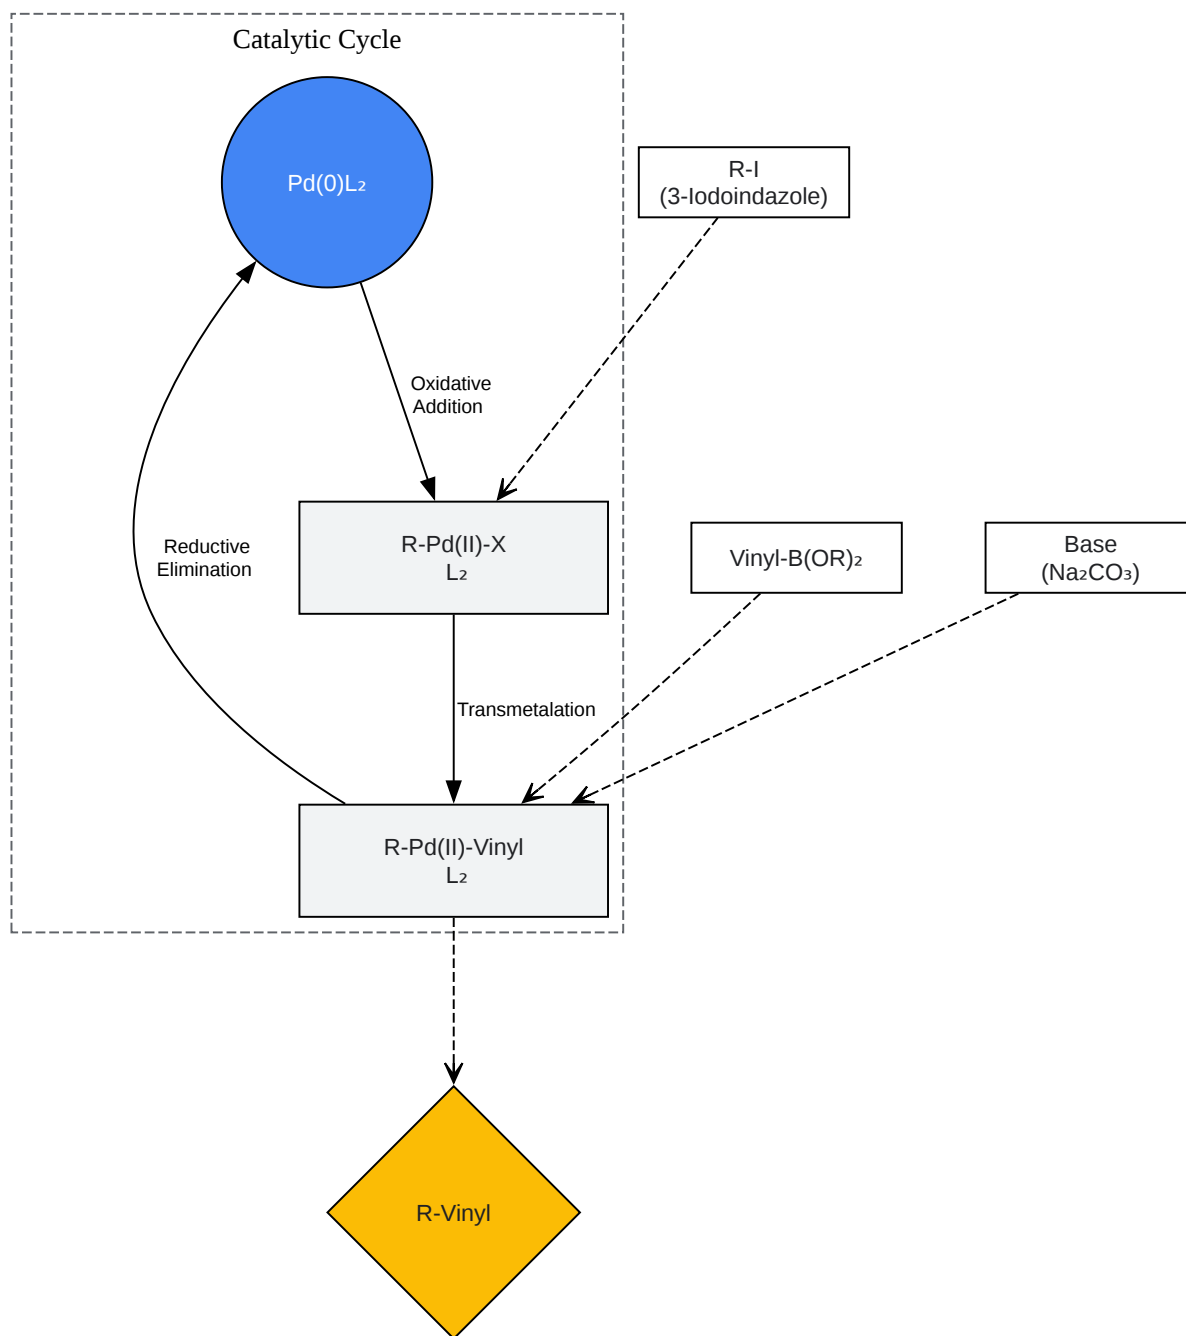 Catalytic Cycle
Pd(0)L₂
R-I
(3-Iodoindazole)
Oxidative
Addition
R-Pd(II)-X
L₂
Reductive
Elimination
Vinyl-B(OR)₂
Base
(Na₂CO₃)
Transmetalation
R-Pd(II)-Vinyl
L₂
R-Vinyl